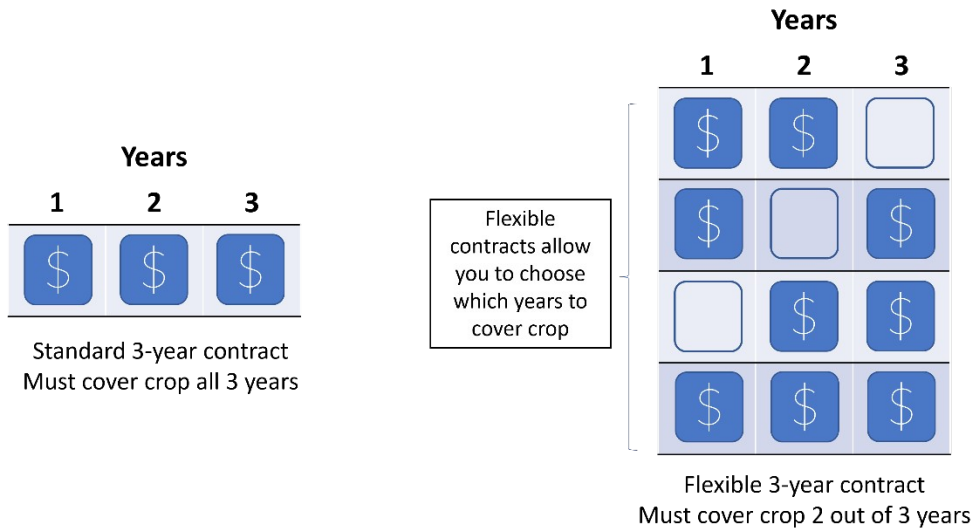 Years
1 2 3
$ $ $
Standard 3-year contract
Must cover crop all 3 years
Flexible
contracts allow
you to choose
which years to
cover crop
Years
1 2 3
$ $
$ $
$ $
$ $ $
Flexible 3-year contract
Must cover crop 2 out of 3 years